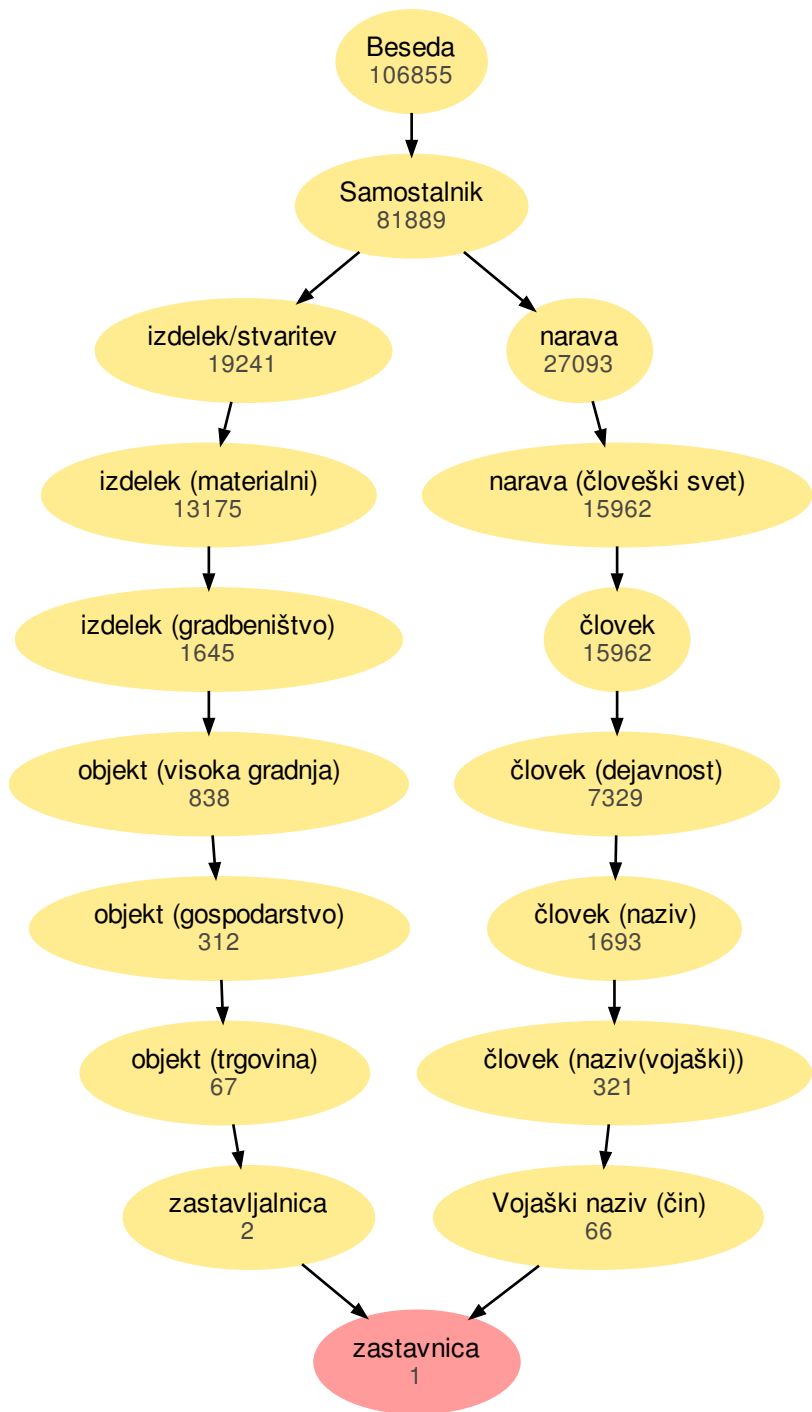 Beseda
106855
Samostalnik
81889
izdelek/stvaritev
19241
narava
27093
izdelek (materialni)
13175
narava (človeški svet)
15962
izdelek (gradbeništvo)
1645
človek
15962
objekt (visoka gradnja)
838
človek (dejavnost)
7329
objekt (gospodarstvo)
312
človek (naziv)
1693
objekt (trgovina)
67
človek (naziv(vojaški))
321
zastavljalnica
2
Vojaški naziv (čin)
66
zastavnica
1